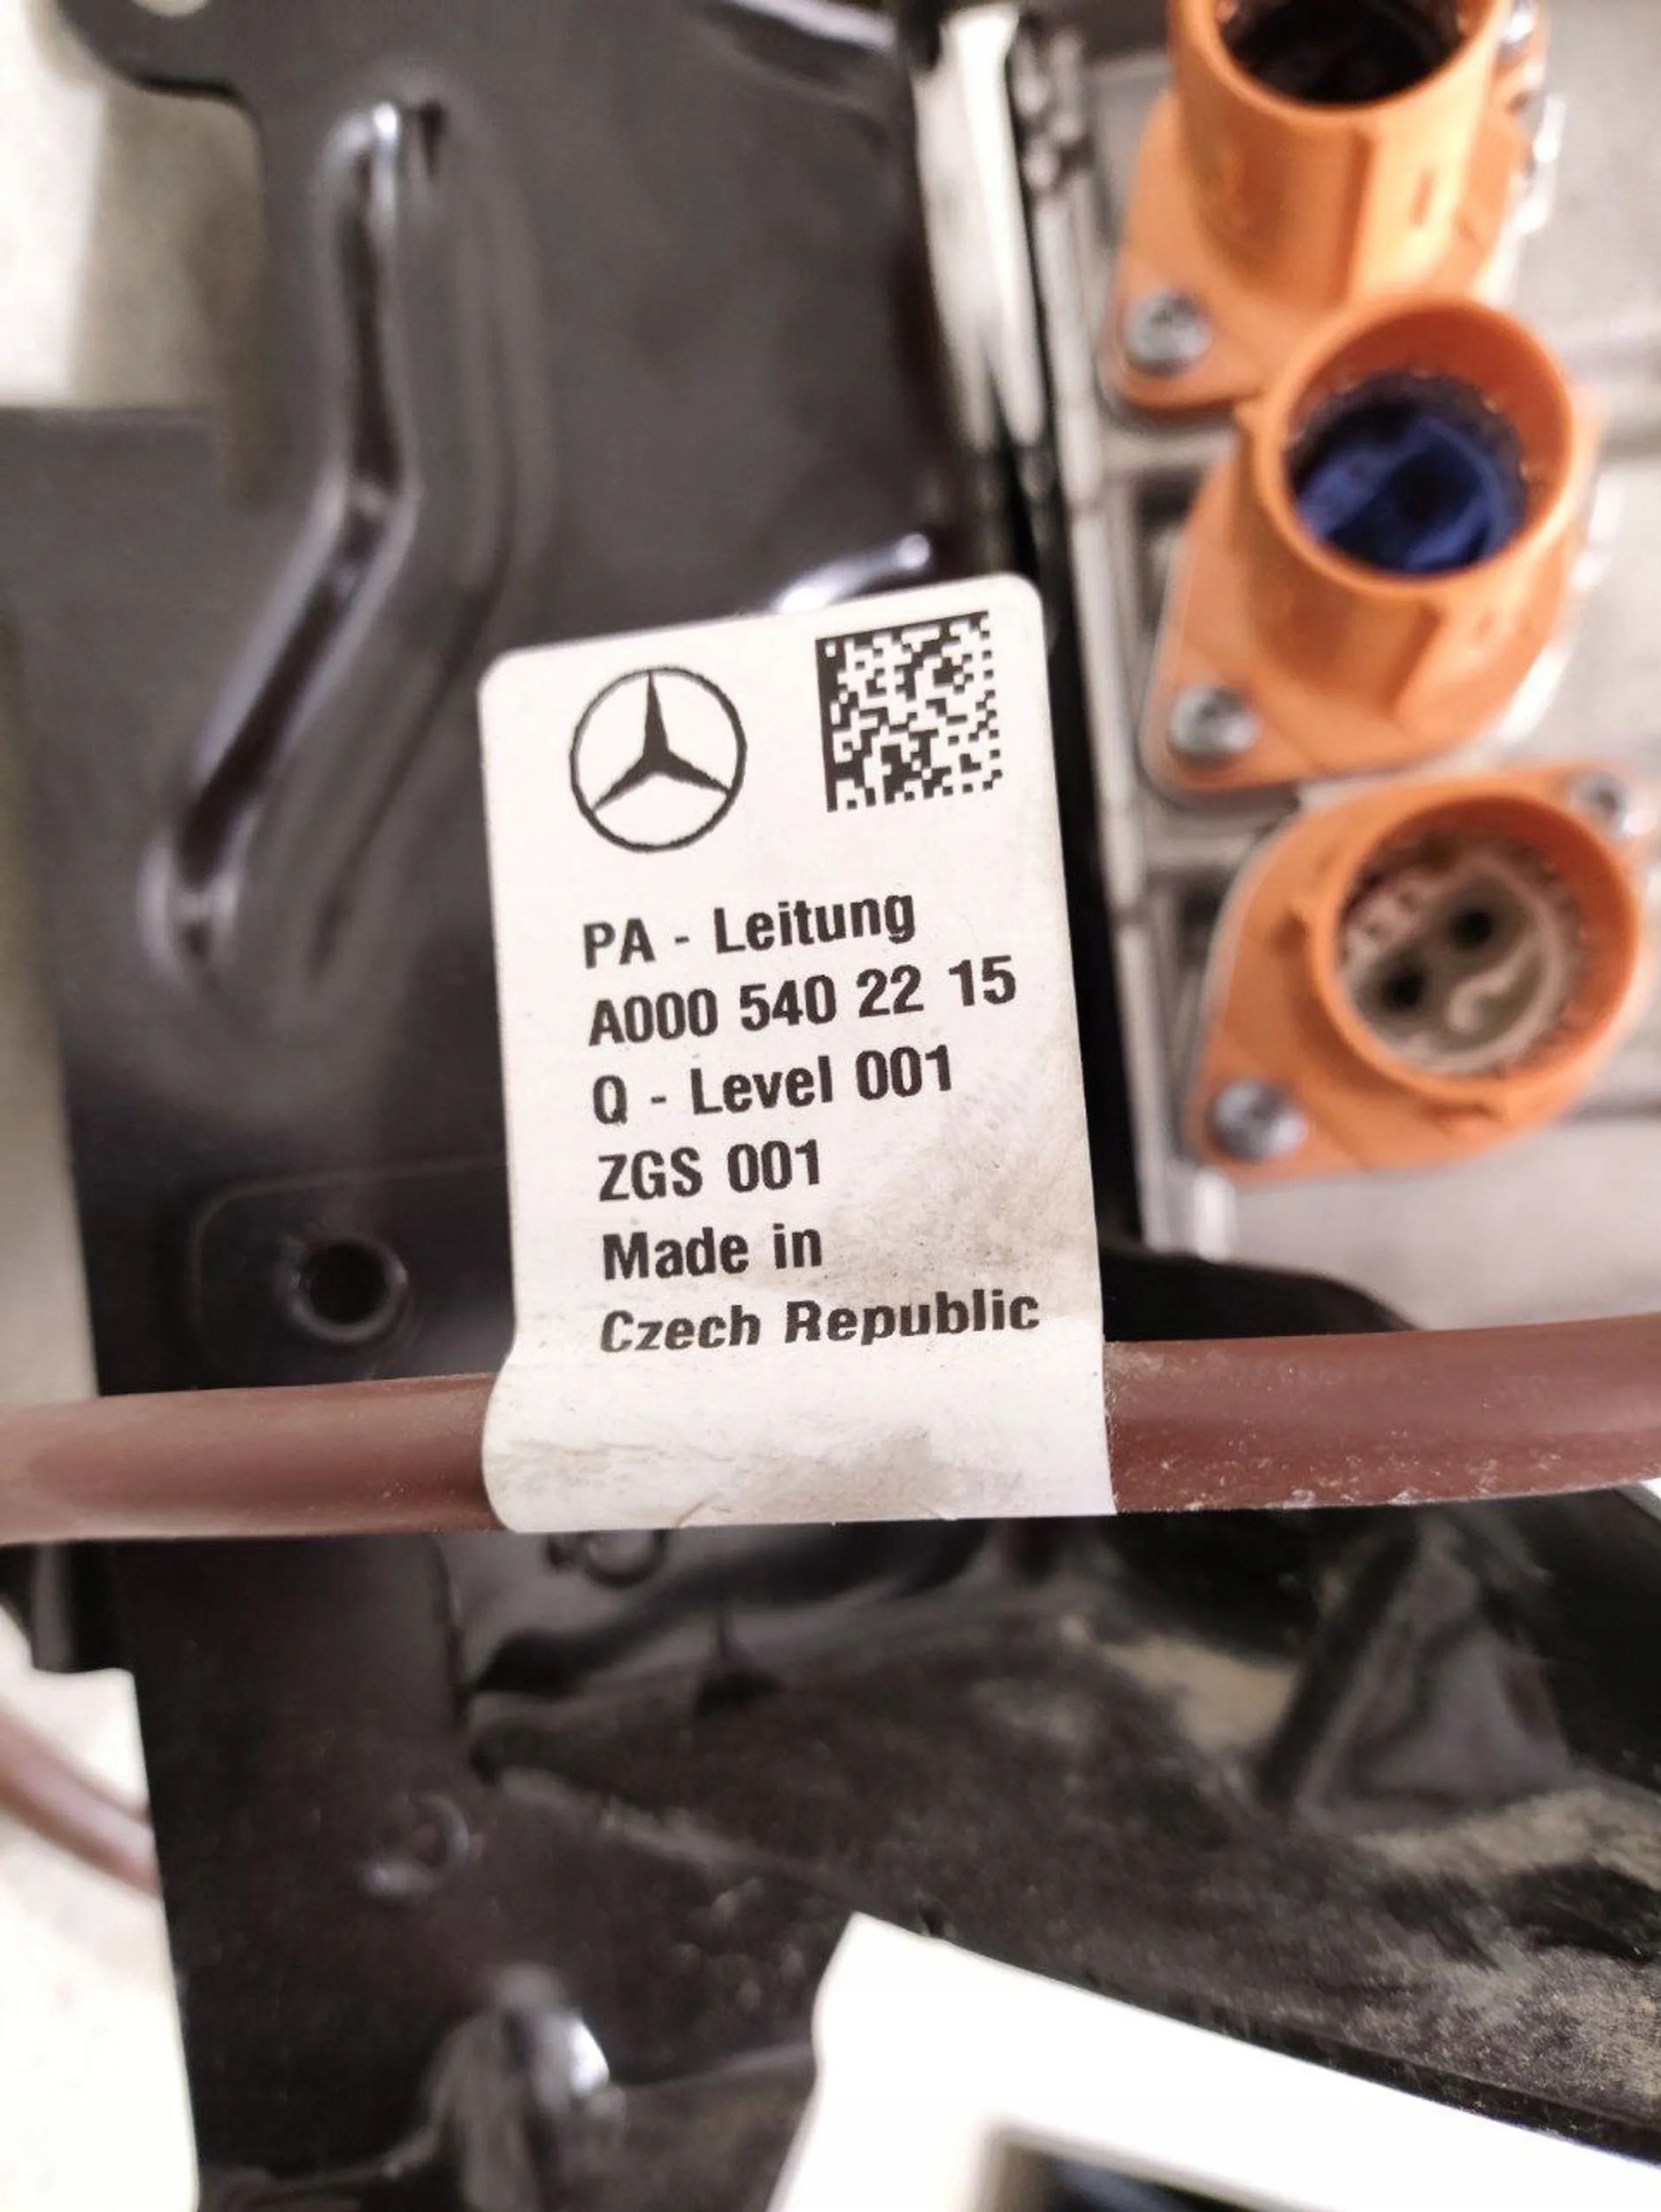 PA - Leitung
A000 540 22 15
Q - Level 001
ZGS 001
Made in
Czech Republic